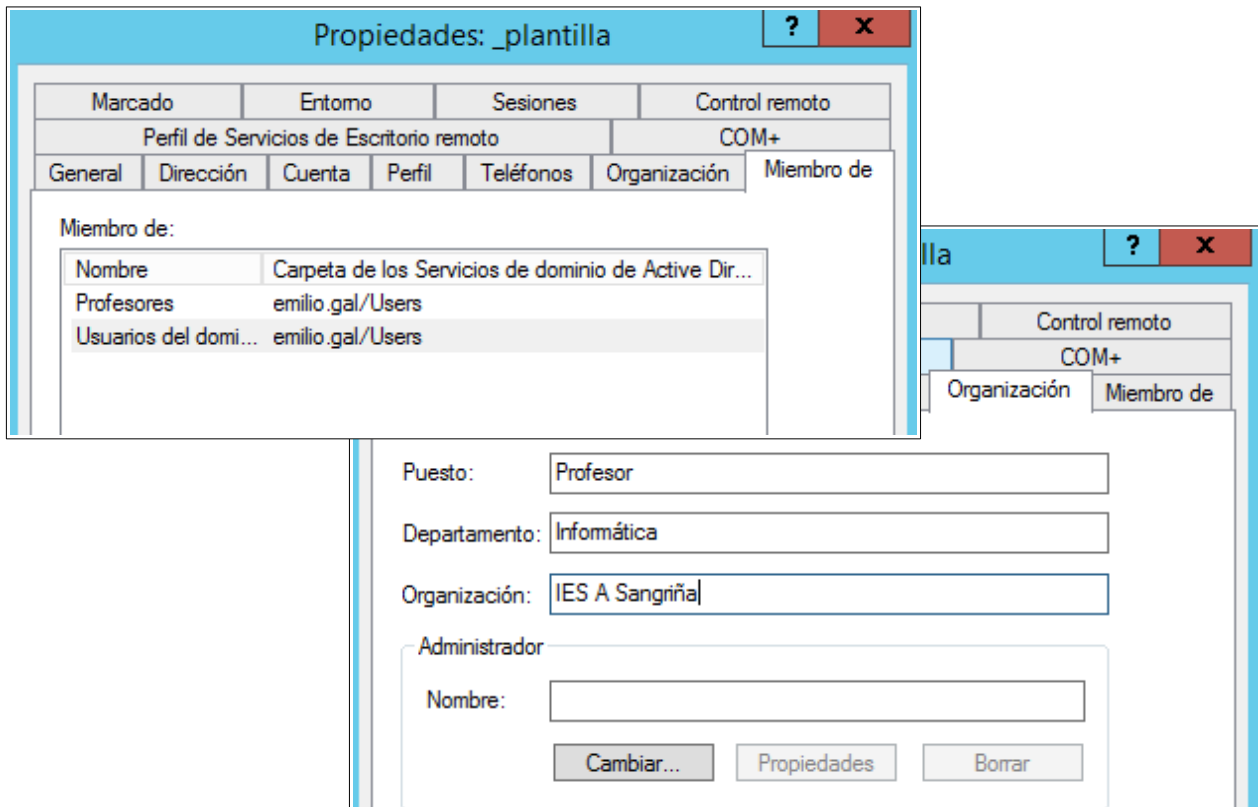 Propiedades: _plantilla
? x
Marcado Entorno Sesiones Control remoto
Perfil de Servicios de Escritorio remoto COM+
General Dirección Cuenta Perfil Teléfonos Organización Miembro de
Miembro de:
Nombre Carpeta de los Servicios de dominio de Active Dir...
Profesores emilio.gal/Users
Usuarios del domi... emilio.gal/Users
lla
? x
Control remoto
COM+
Organización Miembro de
Puesto: Profesor
Departamento: Informática
Organización: IES A Sangriña
Administrador
Nombre:
Cambiar... Propiedades Borrar